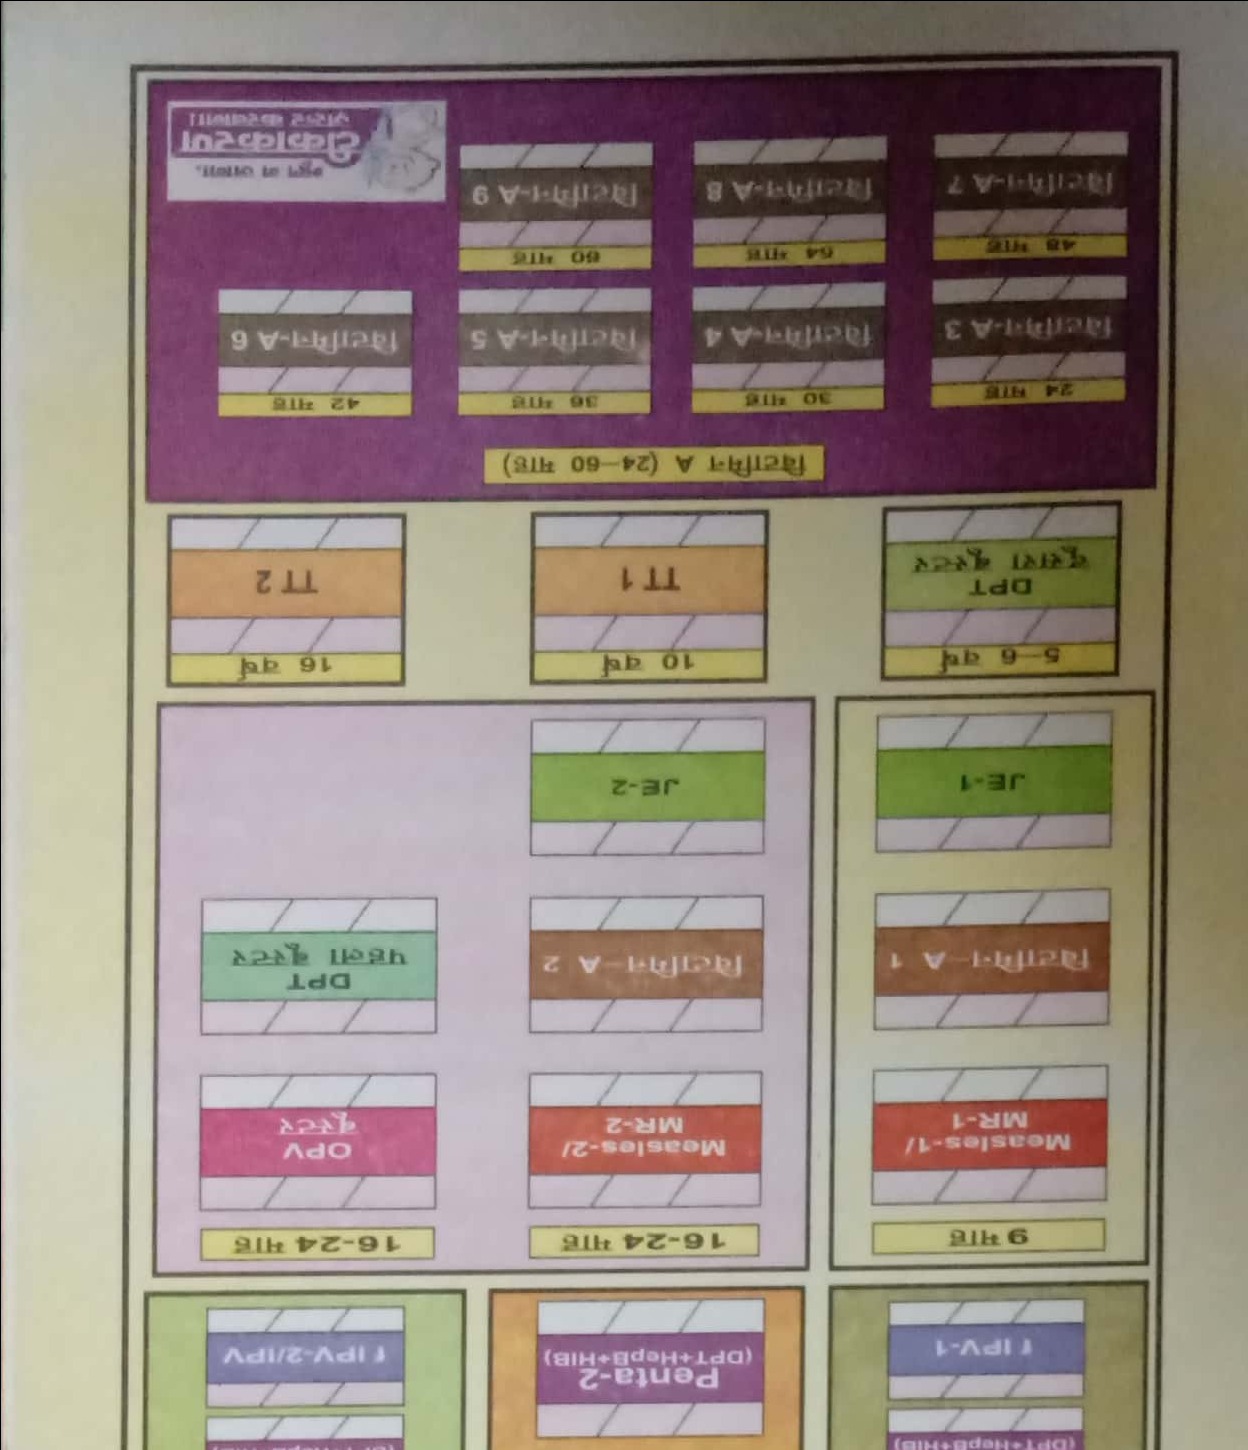 (DPT+HepB+HIB)
f IPV-1
Penta-2
(DPT+HepB+HIB)
f IPV-2/IPV
9 माह
16-24 माह
16-24 माह
Measles-1/
MR-1
Measles-2/
MR-2
OPV
बूस्टर
विटामिन–A 1
विटामिन–A 2
DPT
पहला बूस्टर
JE-1
JE-2
5–6 वर्ष
10 वर्ष
16 वर्ष
DPT
दूसरा बूस्टर
TT 1
TT 2
विटामिन A (24–60 माह)
24 माह
30 माह
36 माह
42 माह
विटामिन-A 3
विटामिन-A 4
विटामिन-A 5
विटामिन-A 6
48 माह
54 माह
60 माह
विटामिन-A 7
विटामिन-A 8
विटामिन-A 9
भूल न जाना,
टीकाकरण
ज़रूर करवाना!